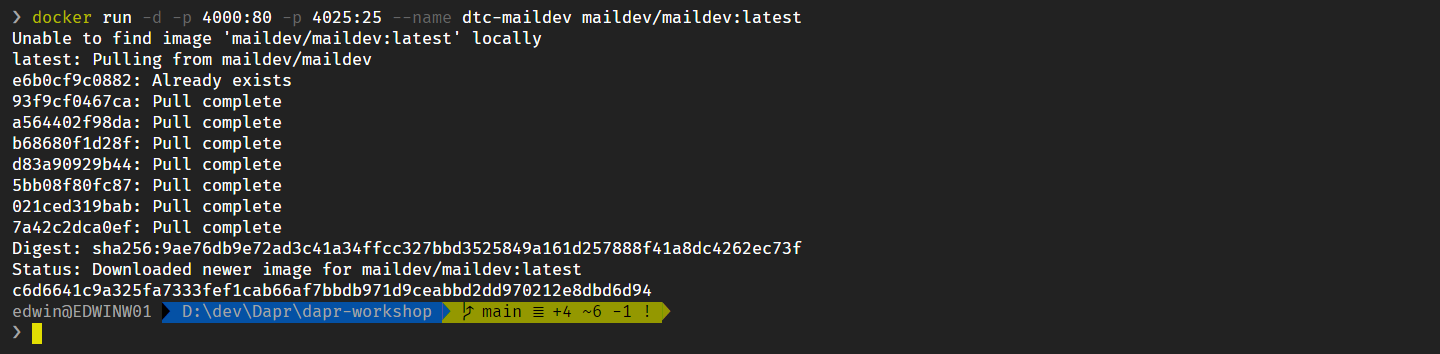 ❯ docker run -d -p 4000:80 -p 4025:25 --name dtc-maildev maildev/maildev:latest
Unable to find image 'maildev/maildev:latest' locally
latest: Pulling from maildev/maildev
e6b0cf9c0882: Already exists
93f9cf0467ca: Pull complete
a564402f98da: Pull complete
b68680f1d28f: Pull complete
d83a90929b44: Pull complete
5bb08f80fc87: Pull complete
021ced319bab: Pull complete
7a42c2dca0ef: Pull complete
Digest: sha256:9ae76db9e72ad3c41a34ffcc327bbd3525849a161d257888f41a8dc4262ec73f
Status: Downloaded newer image for maildev/maildev:latest
c6d6641c9a325fa7333fef1cab66af7bbdb971d9ceabbd2dd970212e8dbd6d94
edwin@EDWINW01 D:\dev\Dapr\dapr-workshop main ≣ +4 ~6 -1 !
❯